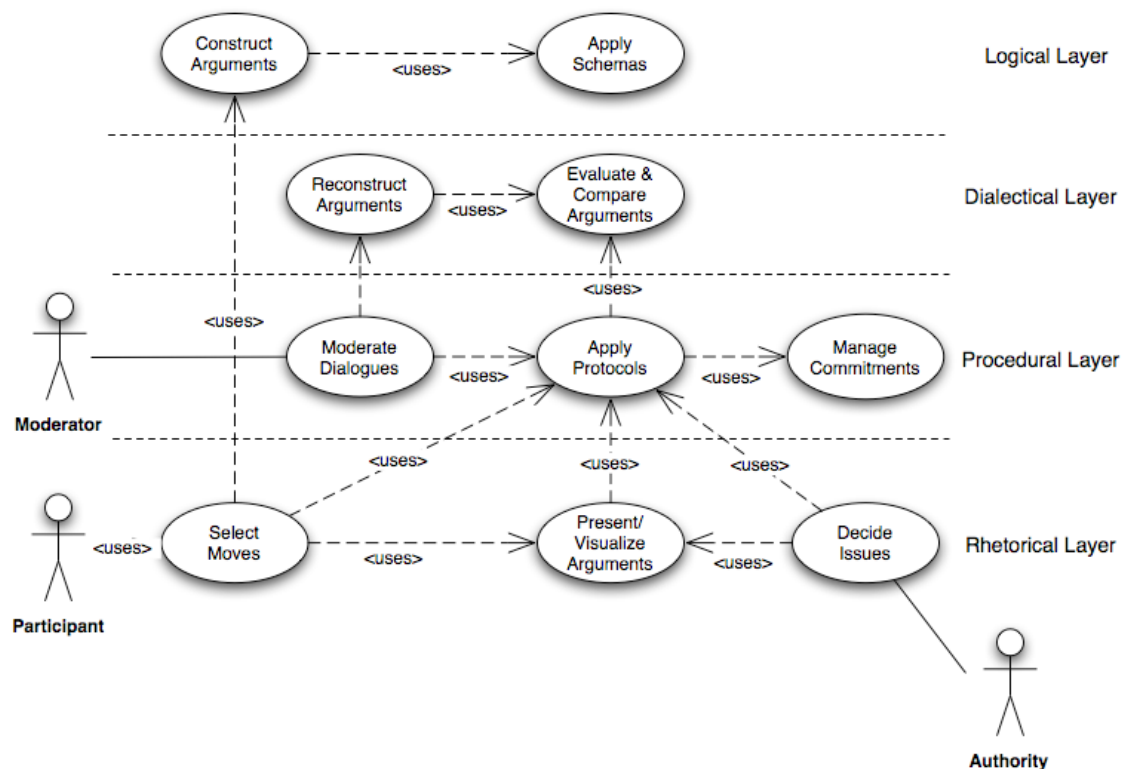 Construct
Arguments
<uses>
Apply
Schemas
Logical Layer
Reconstruct
Arguments
<uses>
Evaluate &
Compare
Arguments
Dialectical Layer
<uses>
<uses>
Moderator
Moderate
Dialogues
<uses>
Apply
Protocols
<uses>
Manage
Commitments
Procedural Layer
<uses>
<uses>
<uses>
Participant
<uses>
Select
Moves
<uses>
Present/
Visualize
Arguments
<uses>
Decide
Issues
Rhetorical Layer
Authority